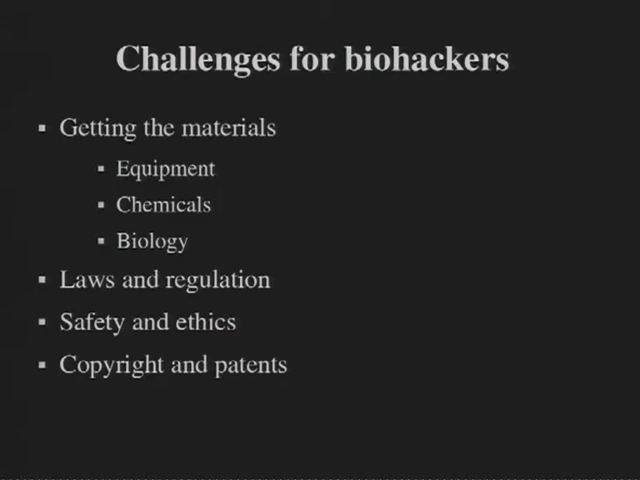 Challenges for biohackers
▪ Getting the materials
▪ Equipment
▪ Chemicals
▪ Biology
▪ Laws and regulation
▪ Safety and ethics
▪ Copyright and patents